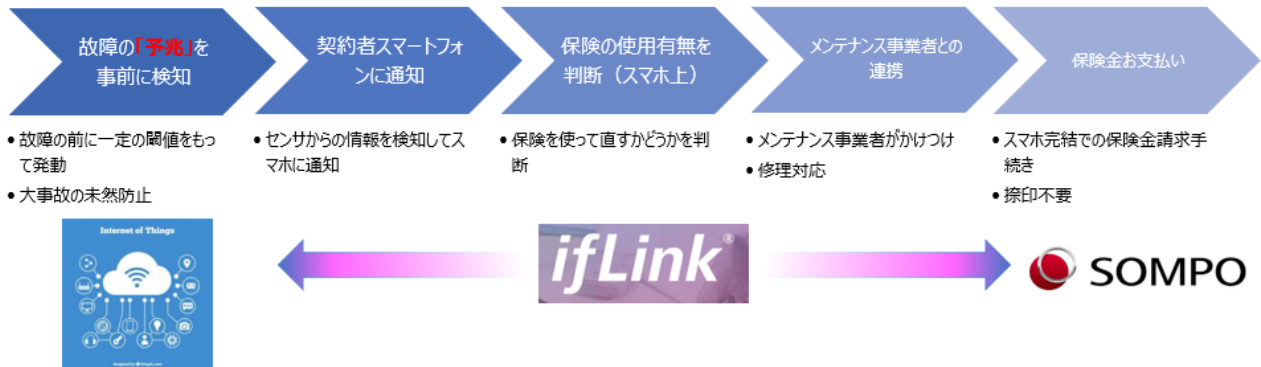 故障の「予兆」を
事前に検知
契約者スマートフォ
ンに通知
保険の使用有無を
判断（スマホ上）
メンテナンス事業者との
連携
保険金お支払い
• 故障の前に一定の閾値をもっ
て発動
• 大事故の未然防止
• センサからの情報を検知してス
マホに通知
• 保険を使って直すかどうかを判
断
• メンテナンス事業者がかけつけ
• 修理対応
• スマホ完結での保険金請求手
続き
• 捺印不要
Internet of Things
ifLink®
SOMPO